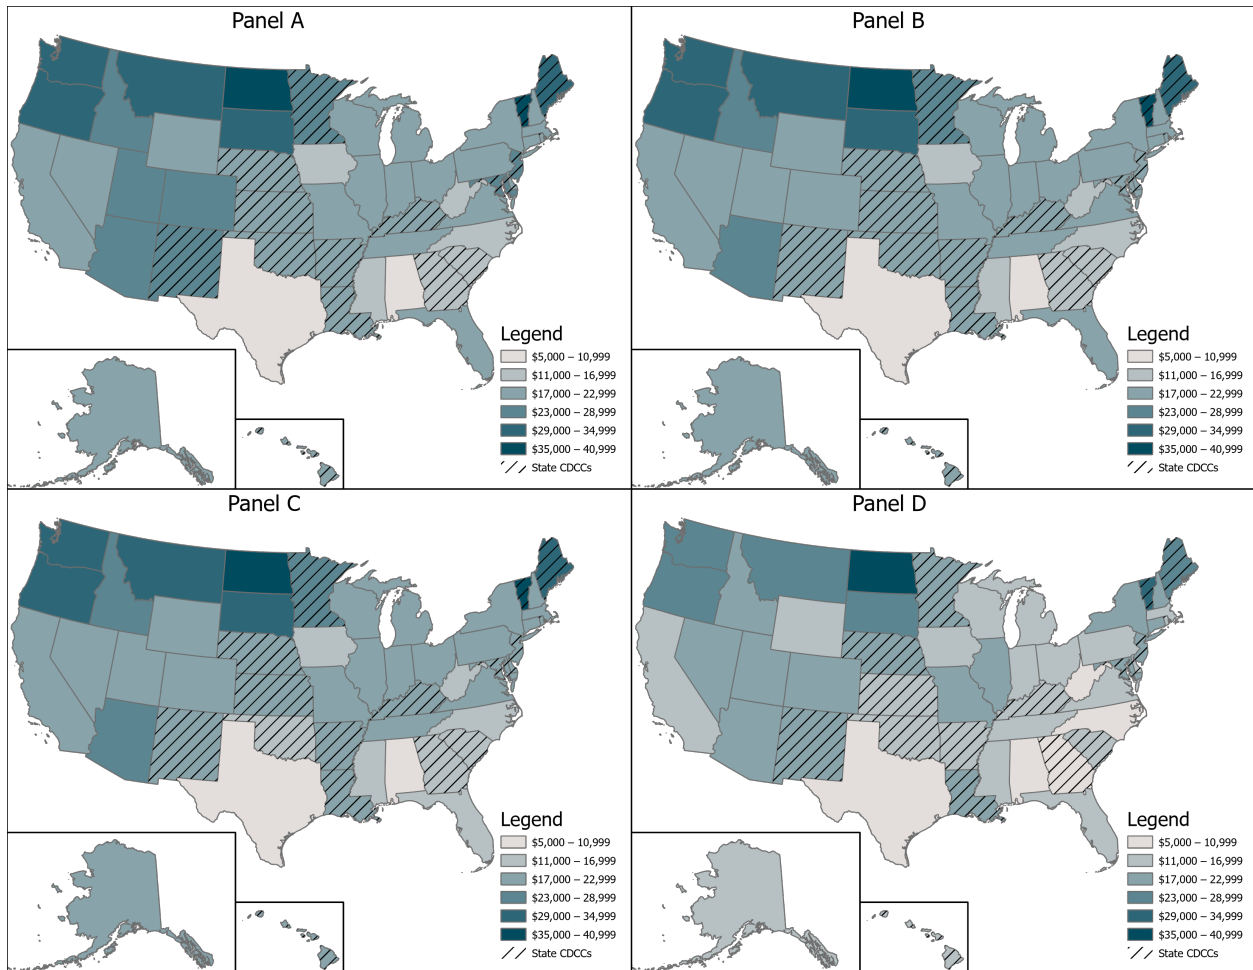 Panel A
Legend
$5,000 – 10,999
$11,000 – 16,999
$17,000 – 22,999
$23,000 – 28,999
$29,000 – 34,999
$35,000 – 40,999
State CDCCs
Panel B
Legend
$5,000 – 10,999
$11,000 – 16,999
$17,000 – 22,999
$23,000 – 28,999
$29,000 – 34,999
$35,000 – 40,999
State CDCCs
Panel C
Legend
$5,000 – 10,999
$11,000 – 16,999
$17,000 – 22,999
$23,000 – 28,999
$29,000 – 34,999
$35,000 – 40,999
State CDCCs
Panel D
Legend
$5,000 – 10,999
$11,000 – 16,999
$17,000 – 22,999
$23,000 – 28,999
$29,000 – 34,999
$35,000 – 40,999
State CDCCs